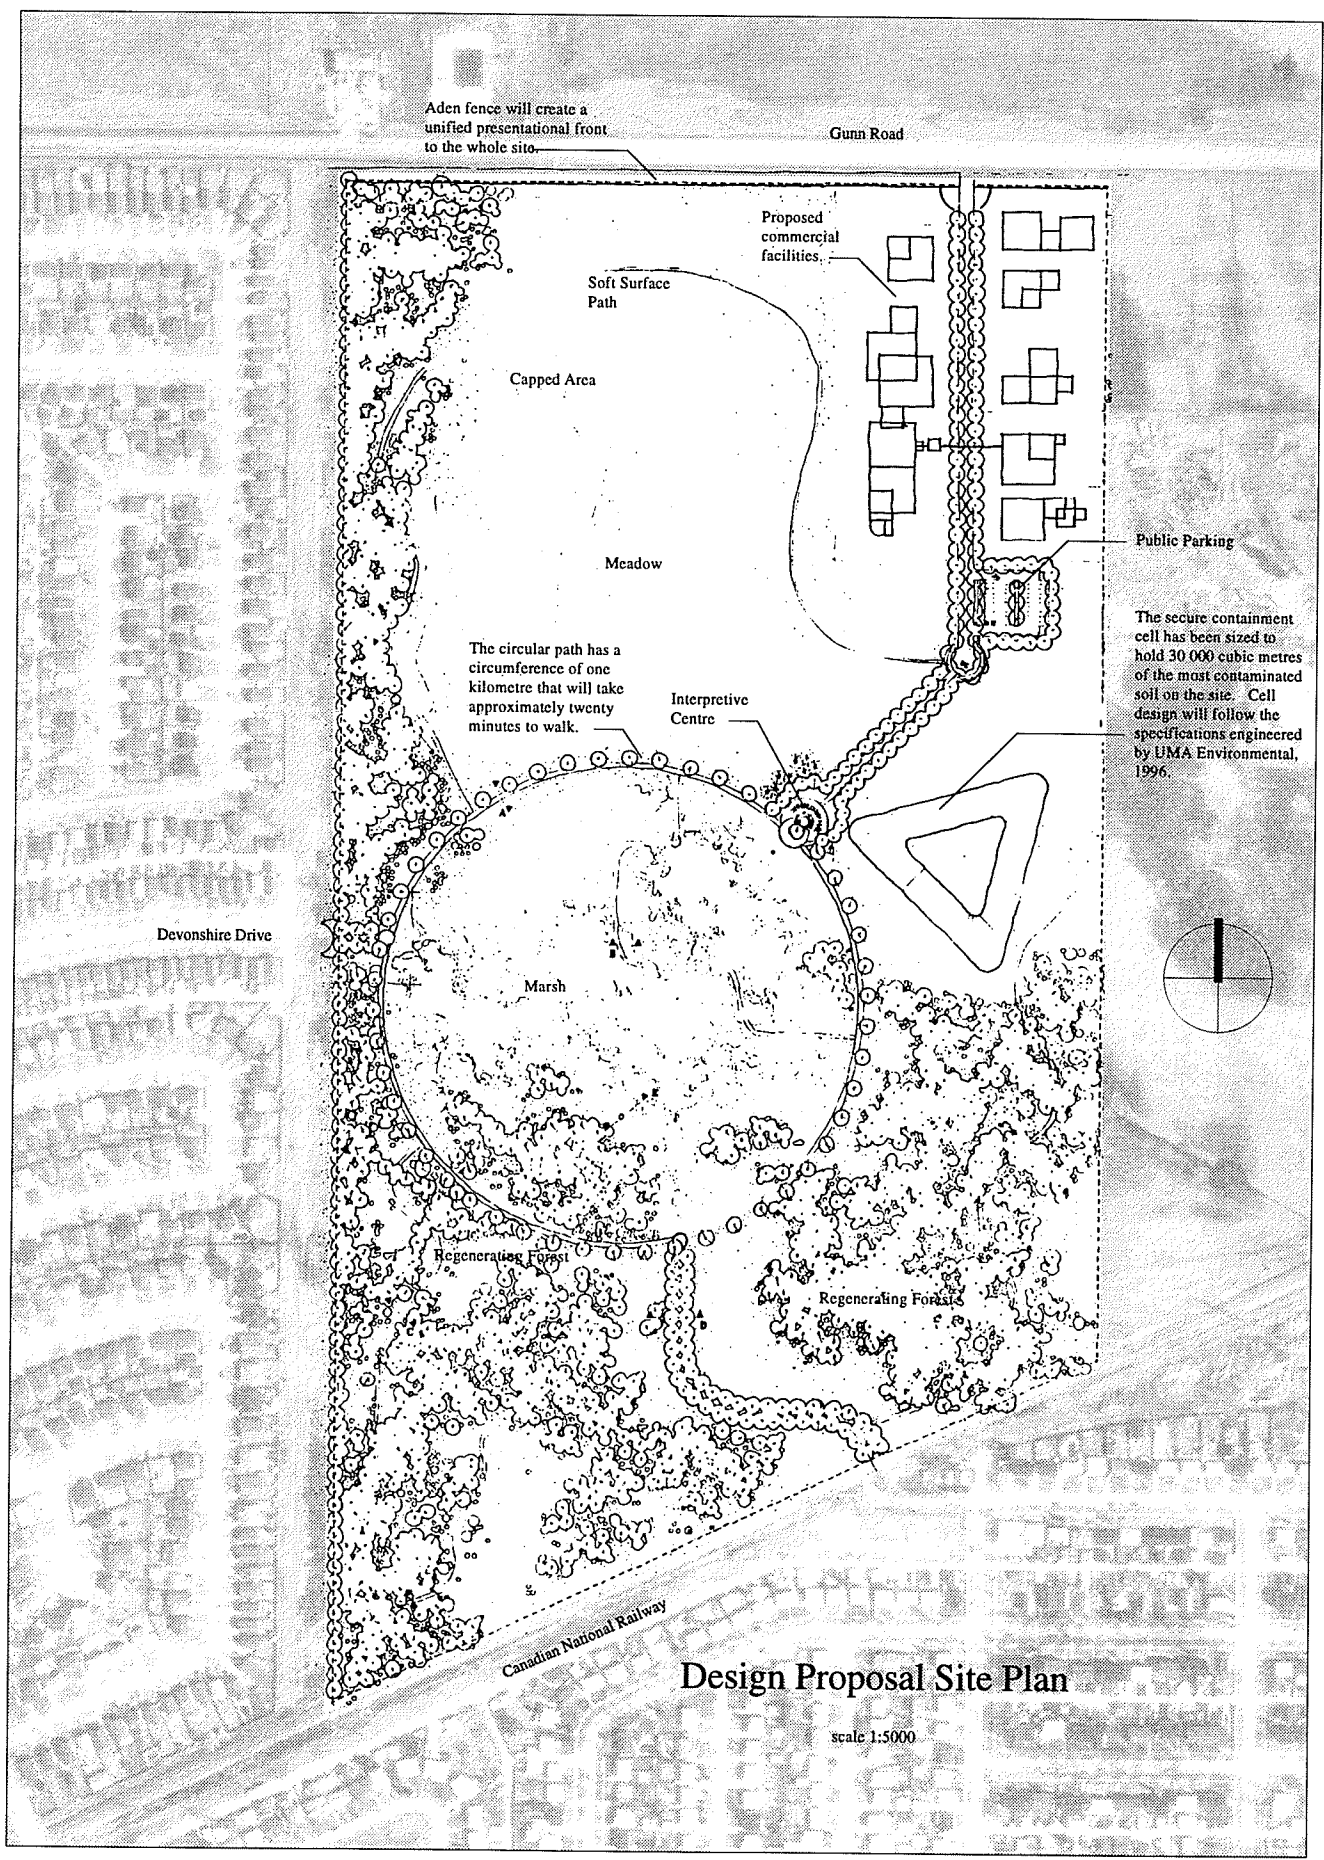 Aden fence will create a
unified presentational front
to the whole site.
Gunn Road
Proposed
commercial
facilities.
Soft Surface
Path
Capped Area
Public Parking
Meadow
The secure containment
cell has been sized to
hold 30 000 cubic metres
of the most contaminated
soil on the site. Cell
design will follow the
specifications engineered
by UMA Environmental,
1996.
The circular path has a
circumference of one
kilometre that will take
approximately twenty
minutes to walk.
Interpretive
Centre
Devonshire Drive
Marsh
Regenerating Forest
Regenerating Forest
Canadian National Railway
Design Proposal Site Plan
scale 1:5000